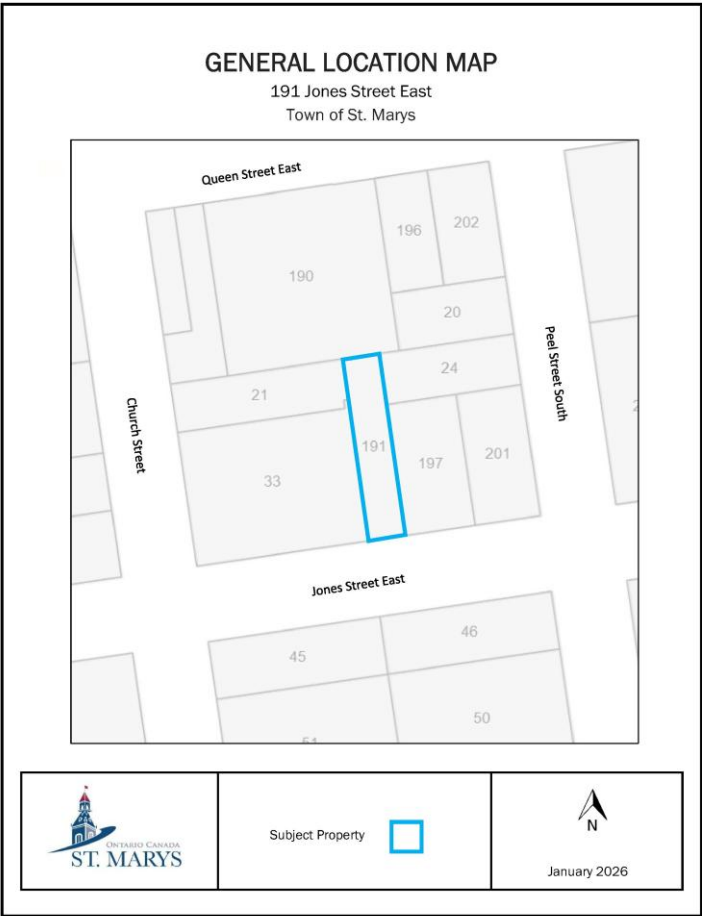 GENERAL LOCATION MAP
191 Jones Street East
Town of St. Marys
Queen Street East
196
202
190
20
24
21
Peel Street South
Church Street
191
197
201
33
Jones Street East
46
45
50
ONTARIO CANADA
ST. MARYS
Subject Property
N
January 2026